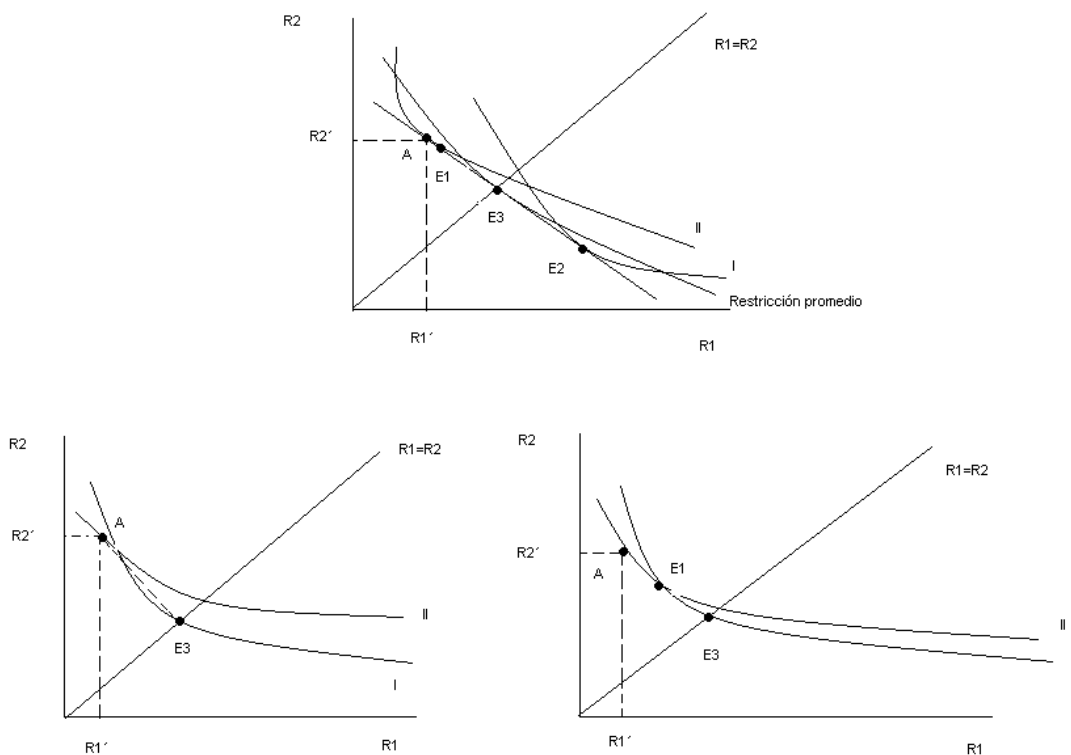 R2
R1=R2
R2´
A
E1
E3
II
E2
I
Restricción promedio
R1´
R1
R2
R1=R2
A
R2´
II
E3
I
R1´
R1
R2
R1=R2
R2´
E1
A
II
E3
R1´
R1